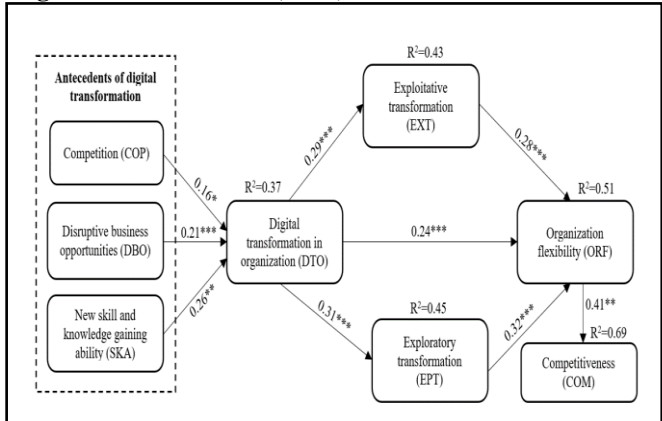 R²=0.43
Antecedents of digital
transformation
Exploitative
transformation
(EXT)
Competition (COP)
0.29***
0.28***
0.16*
R²=0.37
R²=0.51
Disruptive business
opportunities (DBO)
0.21***
Digital
transformation in
organization (DTO)
0.24***
Organization
flexibility (ORF)
0.26**
0.31***
R²=0.45
0.32***
0.41**
New skill and
knowledge gaining
ability (SKA)
Exploratory
transformation
(EPT)
R²=0.69
Competitiveness
(COM)